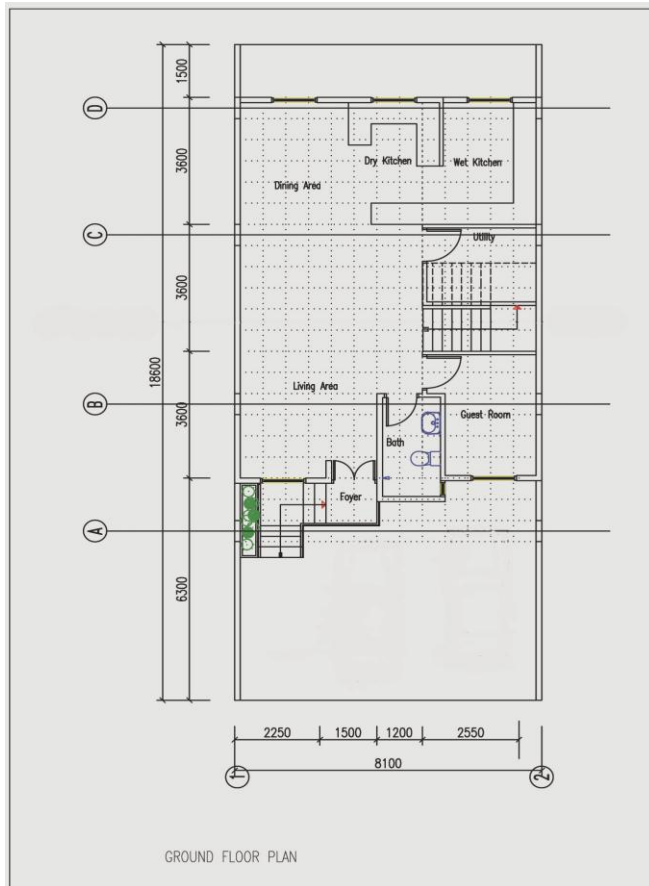 1500
D
3600
Dry Kitchen
Wet Kitchen
Dining Area
C
Utility
3600
18600
Living Area
B
3600
Guest Room
Bath
Foyer
A
6300
2250
1500
1200
2550
8100
1
2
GROUND FLOOR PLAN